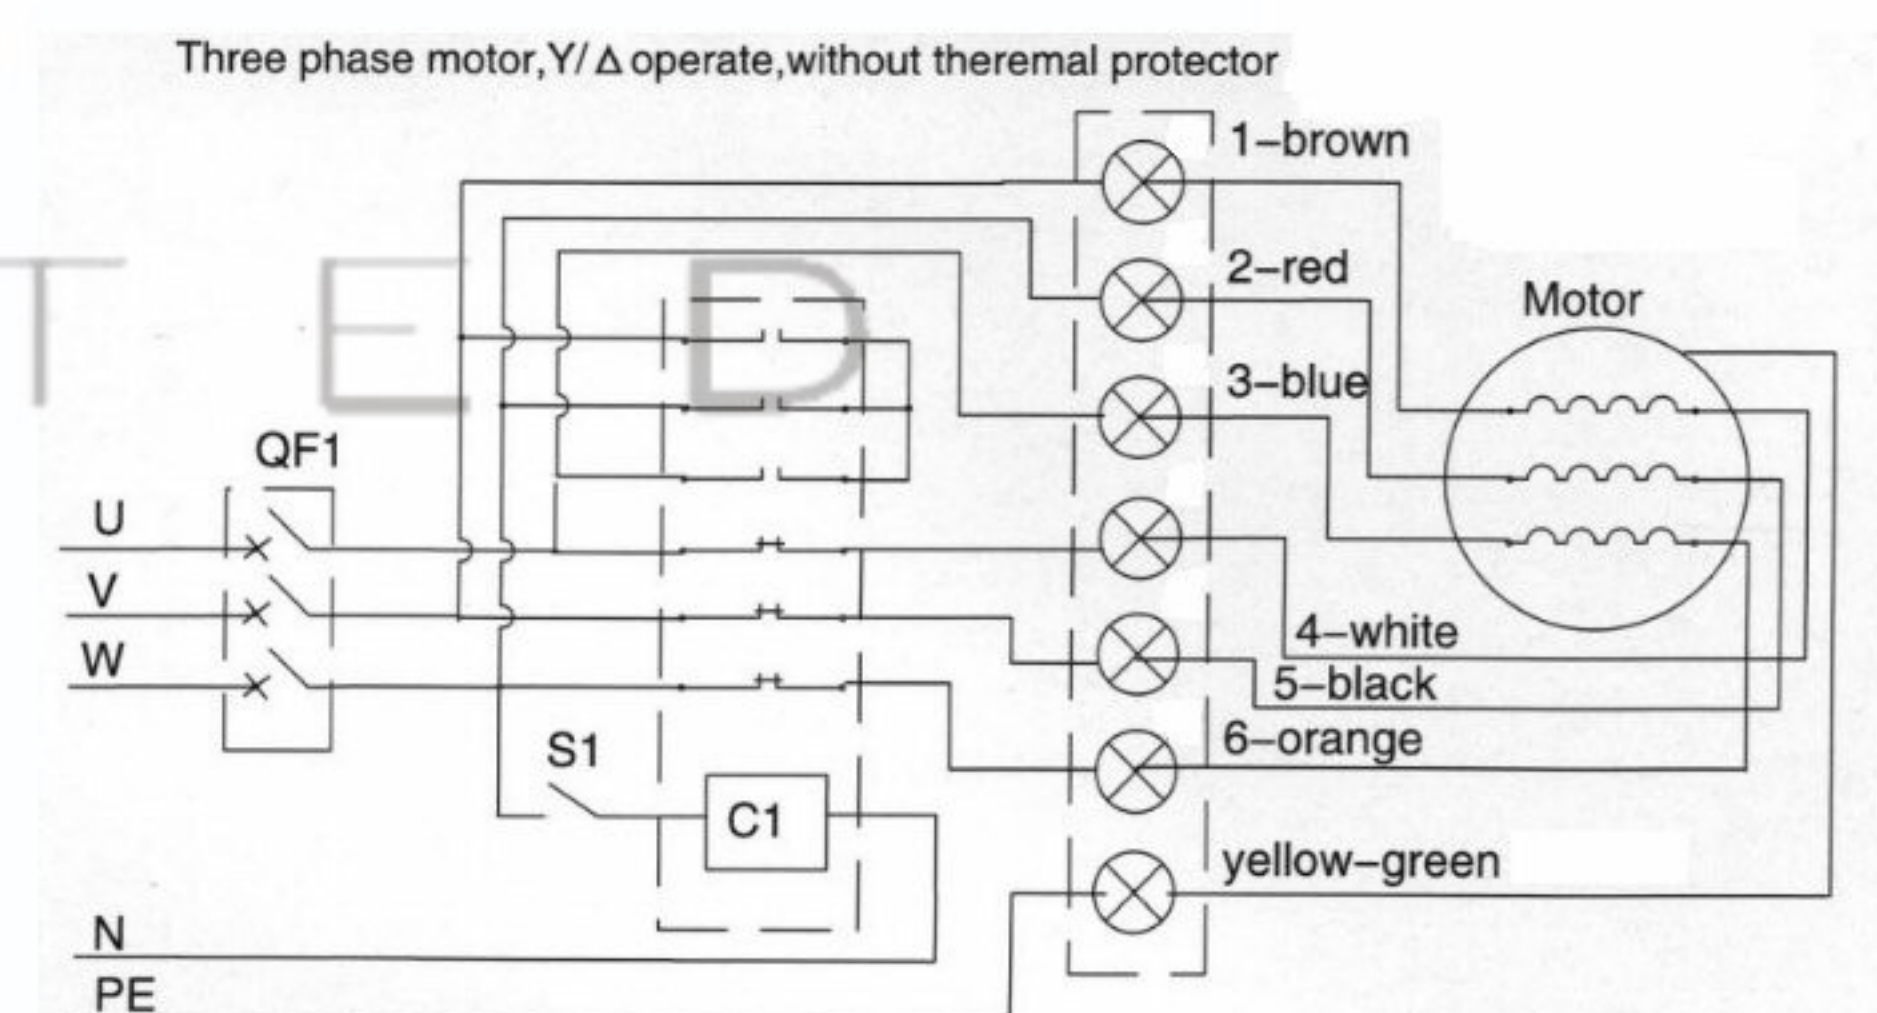 Three phase motor,Y/Δ operate,without theremal protector
1-brown
2-red
3-blue
Motor
T E D
QF1
U
V
W
4-white
5-black
6-orange
S1
C1
yellow-green
N
PE